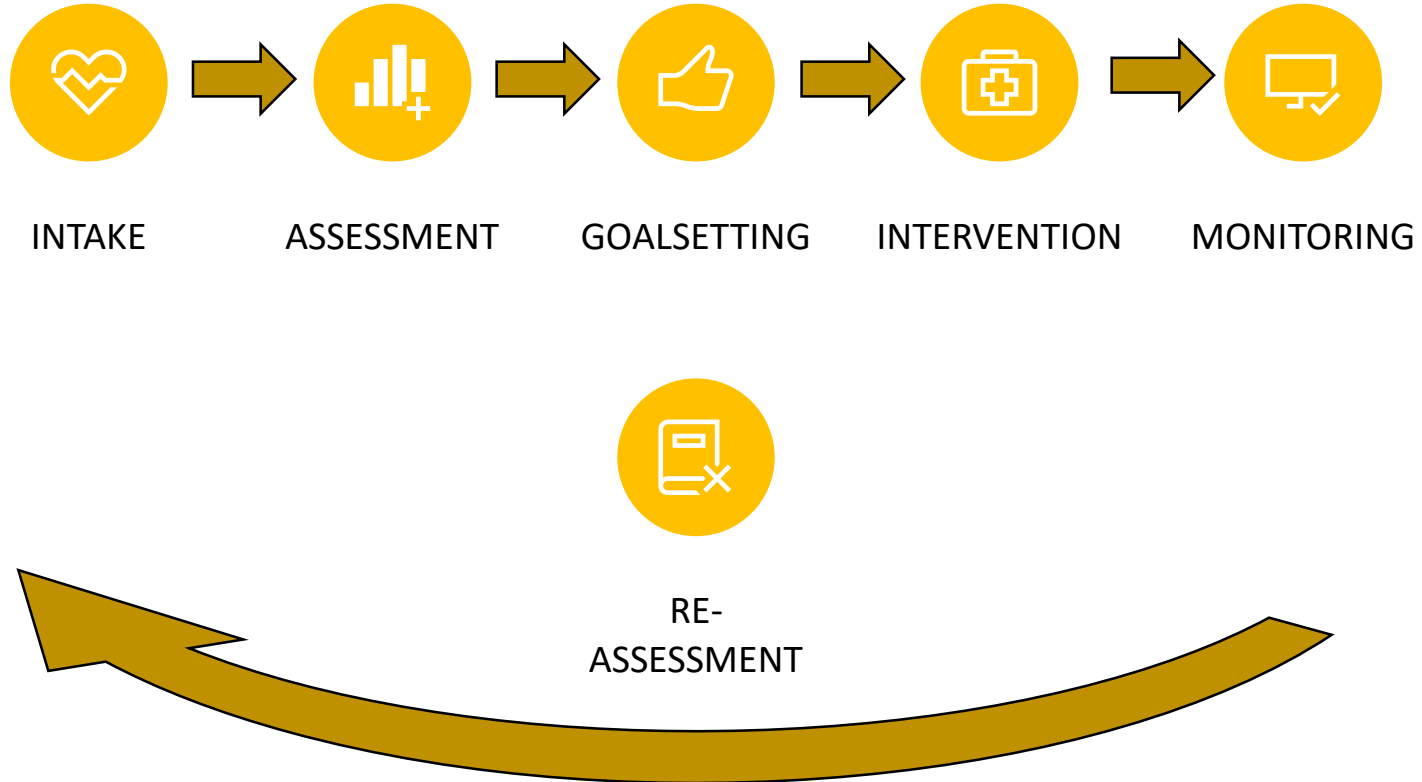 INTAKE
ASSESSMENT
GOALSETTING
INTERVENTION
MONITORING
RE-
ASSESSMENT